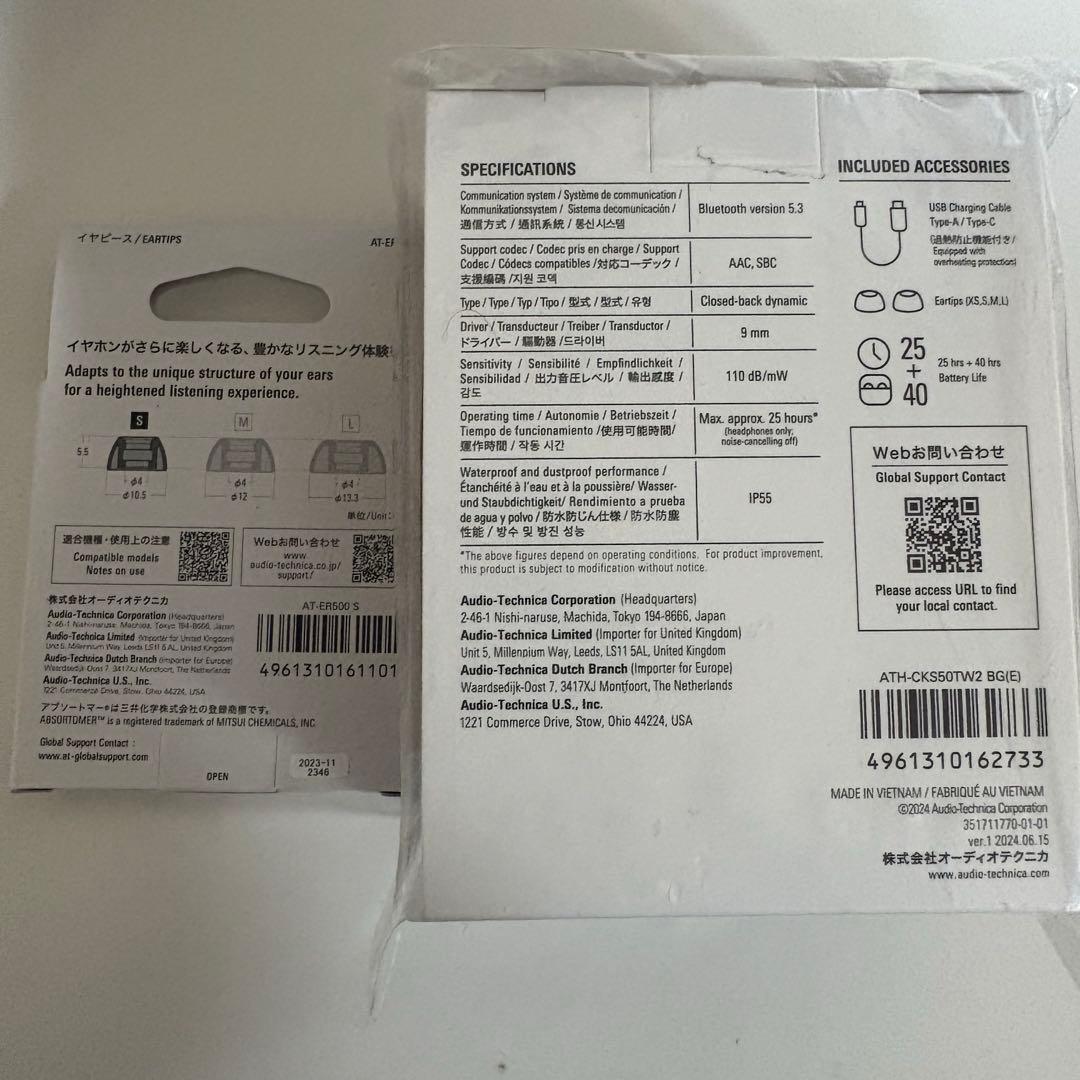 イヤピース / EARTIPS
AT-ER
イヤホンがさらに楽しくなる、豊かなリスニング体験
Adapts to the unique structure of your ears
for a heightened listening experience.
S
M
L
5.5
φ4
φ4
φ4
φ10.5
φ12
φ13.3
単位/Unit:
適合機種・使用上の注意
Compatible models
Notes on use
Webお問い合わせ
www.
audio-technica.co.jp/
support/
株式会社オーディオテクニカ
Audio-Technica Corporation (Headquarters)
2-46-1 Nishi-naruse, Machida, Tokyo 194-8666, Japan
Audio-Technica Limited (Importer for United Kingdom)
Unit 5, Millennium Way, Leeds LS11 5AL, United Kingdom
Audio-Technica Dutch Branch (Importer for Europe)
Waardsedijk-Oost 7, 3417XJ Montfoort, The Netherlands
Audio-Technica U.S., Inc.
1221 Commerce Drive, Stow, Ohio 44224, USA
AT-ER500 S
4961310161101
アブソートマー®は三井化学株式会社の登録商標です。
ABSORTOMER™ is a registered trademark of MITSUI CHEMICALS, INC
Global Support Contact :
www.at-globalsupport.com
OPEN
2023-11
2346
SPECIFICATIONS
Communication system / Système de communication /
Kommunikationssystem / Sistema decomunicación /
通信方式 / 通訊系統 / 통신시스템
Bluetooth version 5.3
Support codec / Codec pris en charge / Support
Codec / Códecs compatibles /対応コーデック /
支援編碼 /지원 코덱
AAC, SBC
Type / Type / Typ / Tipo / 型式 / 型式 / 유형
Closed-back dynamic
Driver / Transducteur / Treiber / Transductor /
ドライバー / 驅動器 /드라이버
9 mm
Sensitivity / Sensibilité / Empfindlichkeit /
Sensibilidad / 出力音圧レベル / 輸出感度 /
감도
110 dB/mW
Operating time / Autonomie / Betriebszeit /
Tiempo de funcionamiento /使用可能時間/
運作時間 / 작동 시간
Max. approx. 25 hours*
(headphones only;
noise-cancelling off)
Waterproof and dustproof performance /
Étanchéité à l'eau et à la poussière/ Wasser-
und Staubdichtigkeit/ Rendimiento a prueba
de agua y polvo / 防水防じん仕様 / 防水防塵
性能 / 방수 및 방진 성능
IP55
*The above figures depend on operating conditions. For product improvement,
this product is subject to modification without notice.
Audio-Technica Corporation (Headquarters)
2-46-1 Nishi-naruse, Machida, Tokyo 194-8666, Japan
Audio-Technica Limited (Importer for United Kingdom)
Unit 5, Millennium Way, Leeds, LS11 5AL, United Kingdom
Audio-Technica Dutch Branch (Importer for Europe)
Waardsedijk-Oost 7, 3417XJ Montfoort, The Netherlands
Audio-Technica U.S., Inc.
1221 Commerce Drive, Stow, Ohio 44224, USA
INCLUDED ACCESSORIES
USB Charging Cable
Type-A / Type-C
(過熱防止機能付き/
Equipped with
overheating protection)
Eartips (XS,S,M,L)
25
+
40
25 hrs + 40 hrs
Battery Life
Webお問い合わせ
Global Support Contact
Please access URL to find
your local contact.
ATH-CKS50TW2 BG(E)
4961310162733
MADE IN VIETNAM / FABRIQUÉ AU VIETNAM
©2024 Audio-Technica Corporation
351711770-01-01
ver.1 2024.06.15
株式会社オーディオテクニカ
www.audio-technica.com